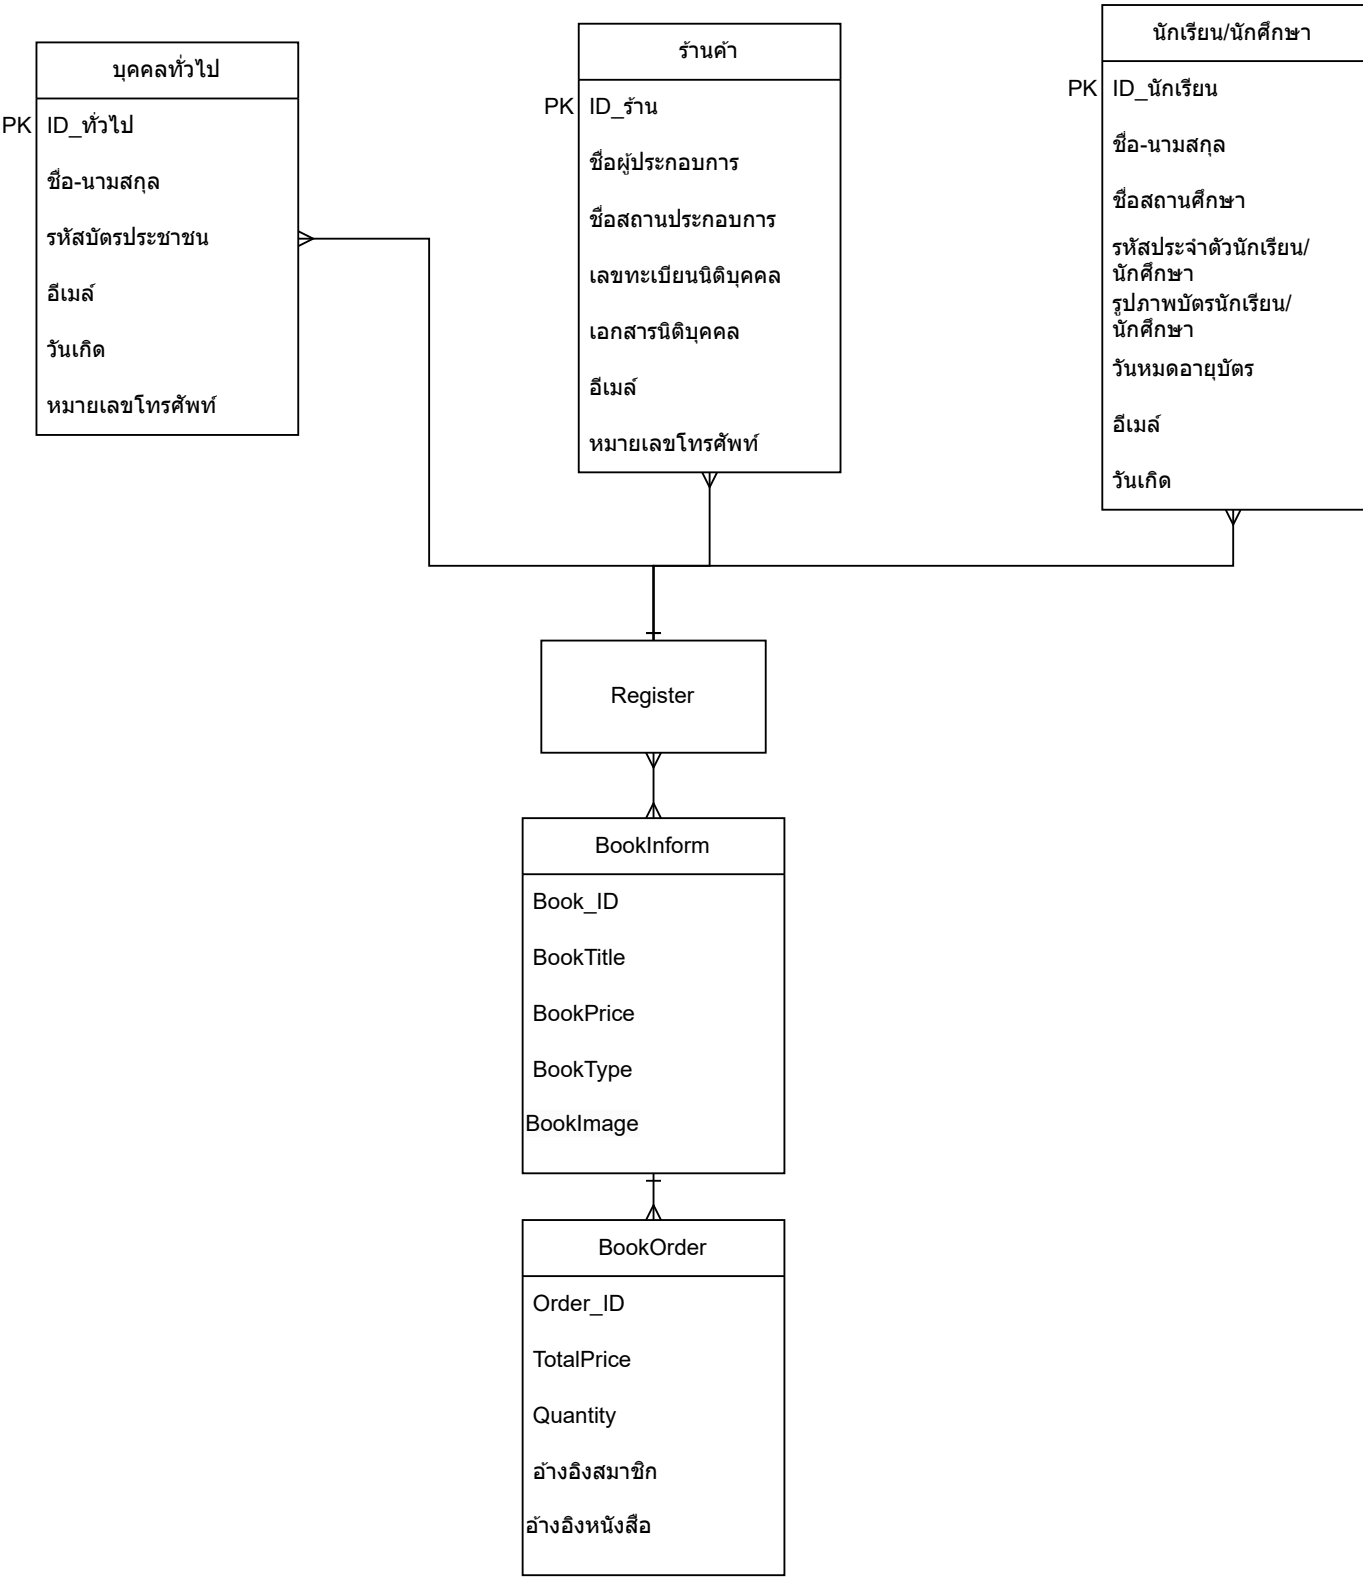 บุคคลทั่วไป
PK ID_ทั่วไป
ชื่อ-นามสกุล
รหัสบัตรประชาชน
อีเมล์
วันเกิด
หมายเลขโทรศัพท์
ร้านค้า
PK ID_ร้าน
ชื่อผู้ประกอบการ
ชื่อสถานประกอบการ
เลขทะเบียนนิติบุคคล
เอกสารนิติบุคคล
อีเมล์
หมายเลขโทรศัพท์
นักเรียน/นักศึกษา
PK ID_นักเรียน
ชื่อ-นามสกุล
ชื่อสถานศึกษา
รหัสประจำตัวนักเรียน/
นักศึกษา
รูปภาพบัตรนักเรียน/
นักศึกษา
วันหมดอายุบัตร
อีเมล์
วันเกิด
Register
BookInform
Book_ID
BookTitle
BookPrice
BookType
BookImage
BookOrder
Order_ID
TotalPrice
Quantity
อ้างอิงสมาชิก
อ้างอิงหนังสือ